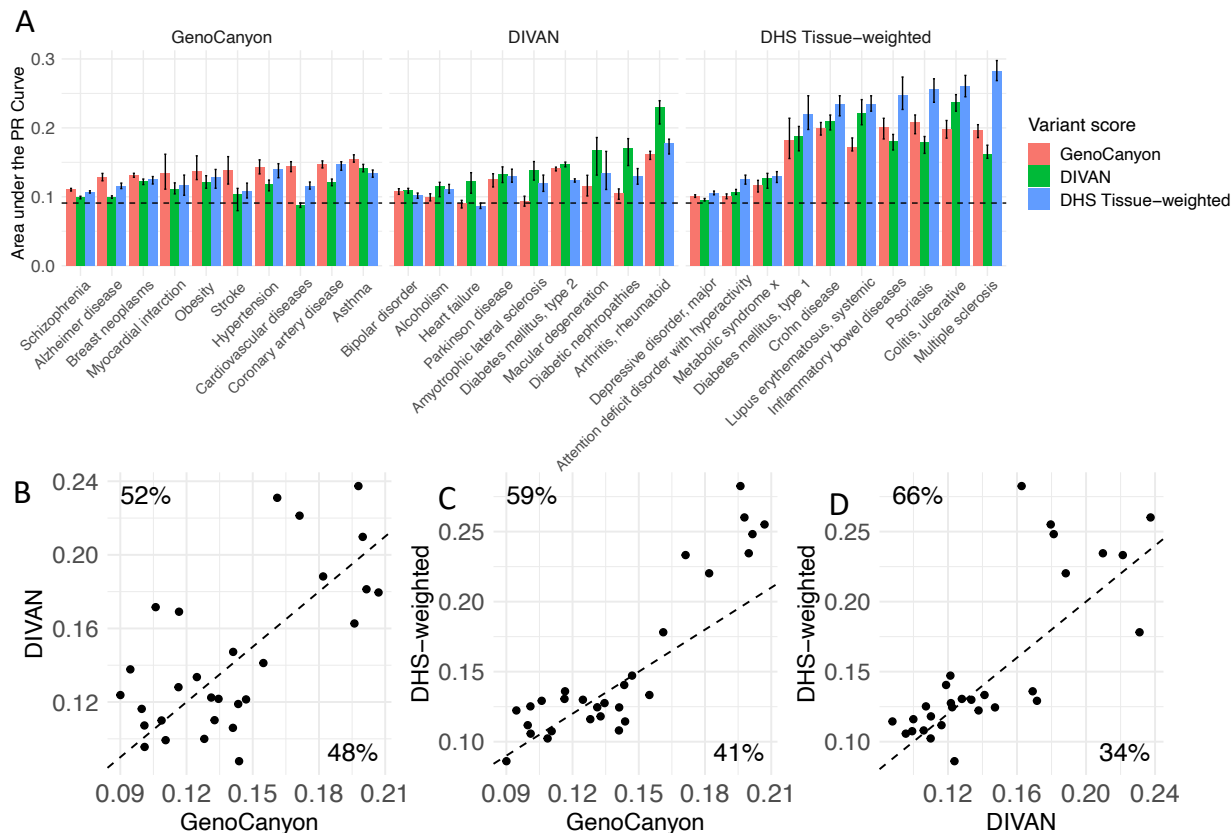 A
GenoCanyon
DIVAN
DHS Tissue−weighted
Area under the PR Curve
0.3
0.2
0.1
0.0
Schizophrenia
Alzheimer disease
Breast neoplasms
Myocardial infarction
Obesity
Stroke
Hypertension
Cardiovascular diseases
Coronary artery disease
Asthma
Bipolar disorder
Alcoholism
Heart failure
Parkinson disease
Amyotrophic lateral sclerosis
Diabetes mellitus, type 2
Macular degeneration
Diabetic nephropathies
Arthritis, rheumatoid
Depressive disorder, major
Attention deficit disorder with hyperactivity
Metabolic syndrome x
Diabetes mellitus, type 1
Crohn disease
Lupus erythematosus, systemic
Inflammatory bowel diseases
Psoriasis
Colitis, ulcerative
Multiple sclerosis
Variant score
GenoCanyon
DIVAN
DHS Tissue−weighted
B
52%
48%
DIVAN
0.24
0.20
0.16
0.12
0.09 0.12 0.15 0.18 0.21
GenoCanyon
C
59%
41%
DHS−weighted
0.25
0.20
0.15
0.10
0.09 0.12 0.15 0.18 0.21
GenoCanyon
D
66%
34%
DHS−weighted
0.25
0.20
0.15
0.10
0.12 0.16 0.20 0.24
DIVAN